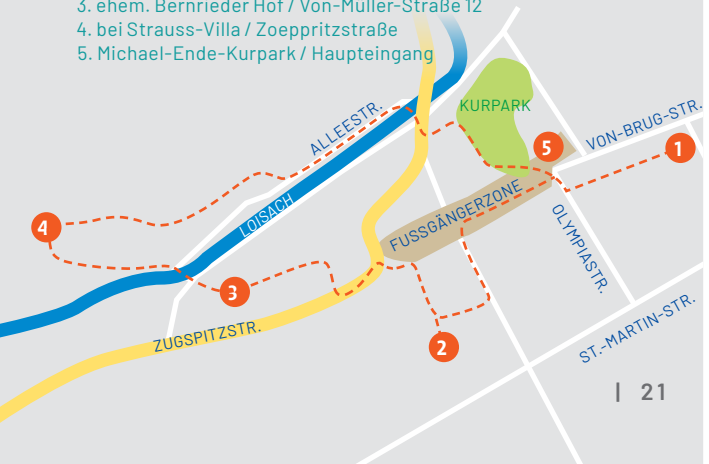 3. ehem. Bernrieder Hof / Von-Müller-Straße 12
4. bei Strauss-Villa / Zoeppritzstraße
5. Michael-Ende-Kurpark / Haupteingang
KURPARK
ALLEESTR.
VON-BRUG-STR.
5
1
LOISACH
FUSSGÄNGERZONE
4
OLYMPIASTR.
3
ZUGSPITZSTR.
2
ST.-MARTIN-STR.
| 21